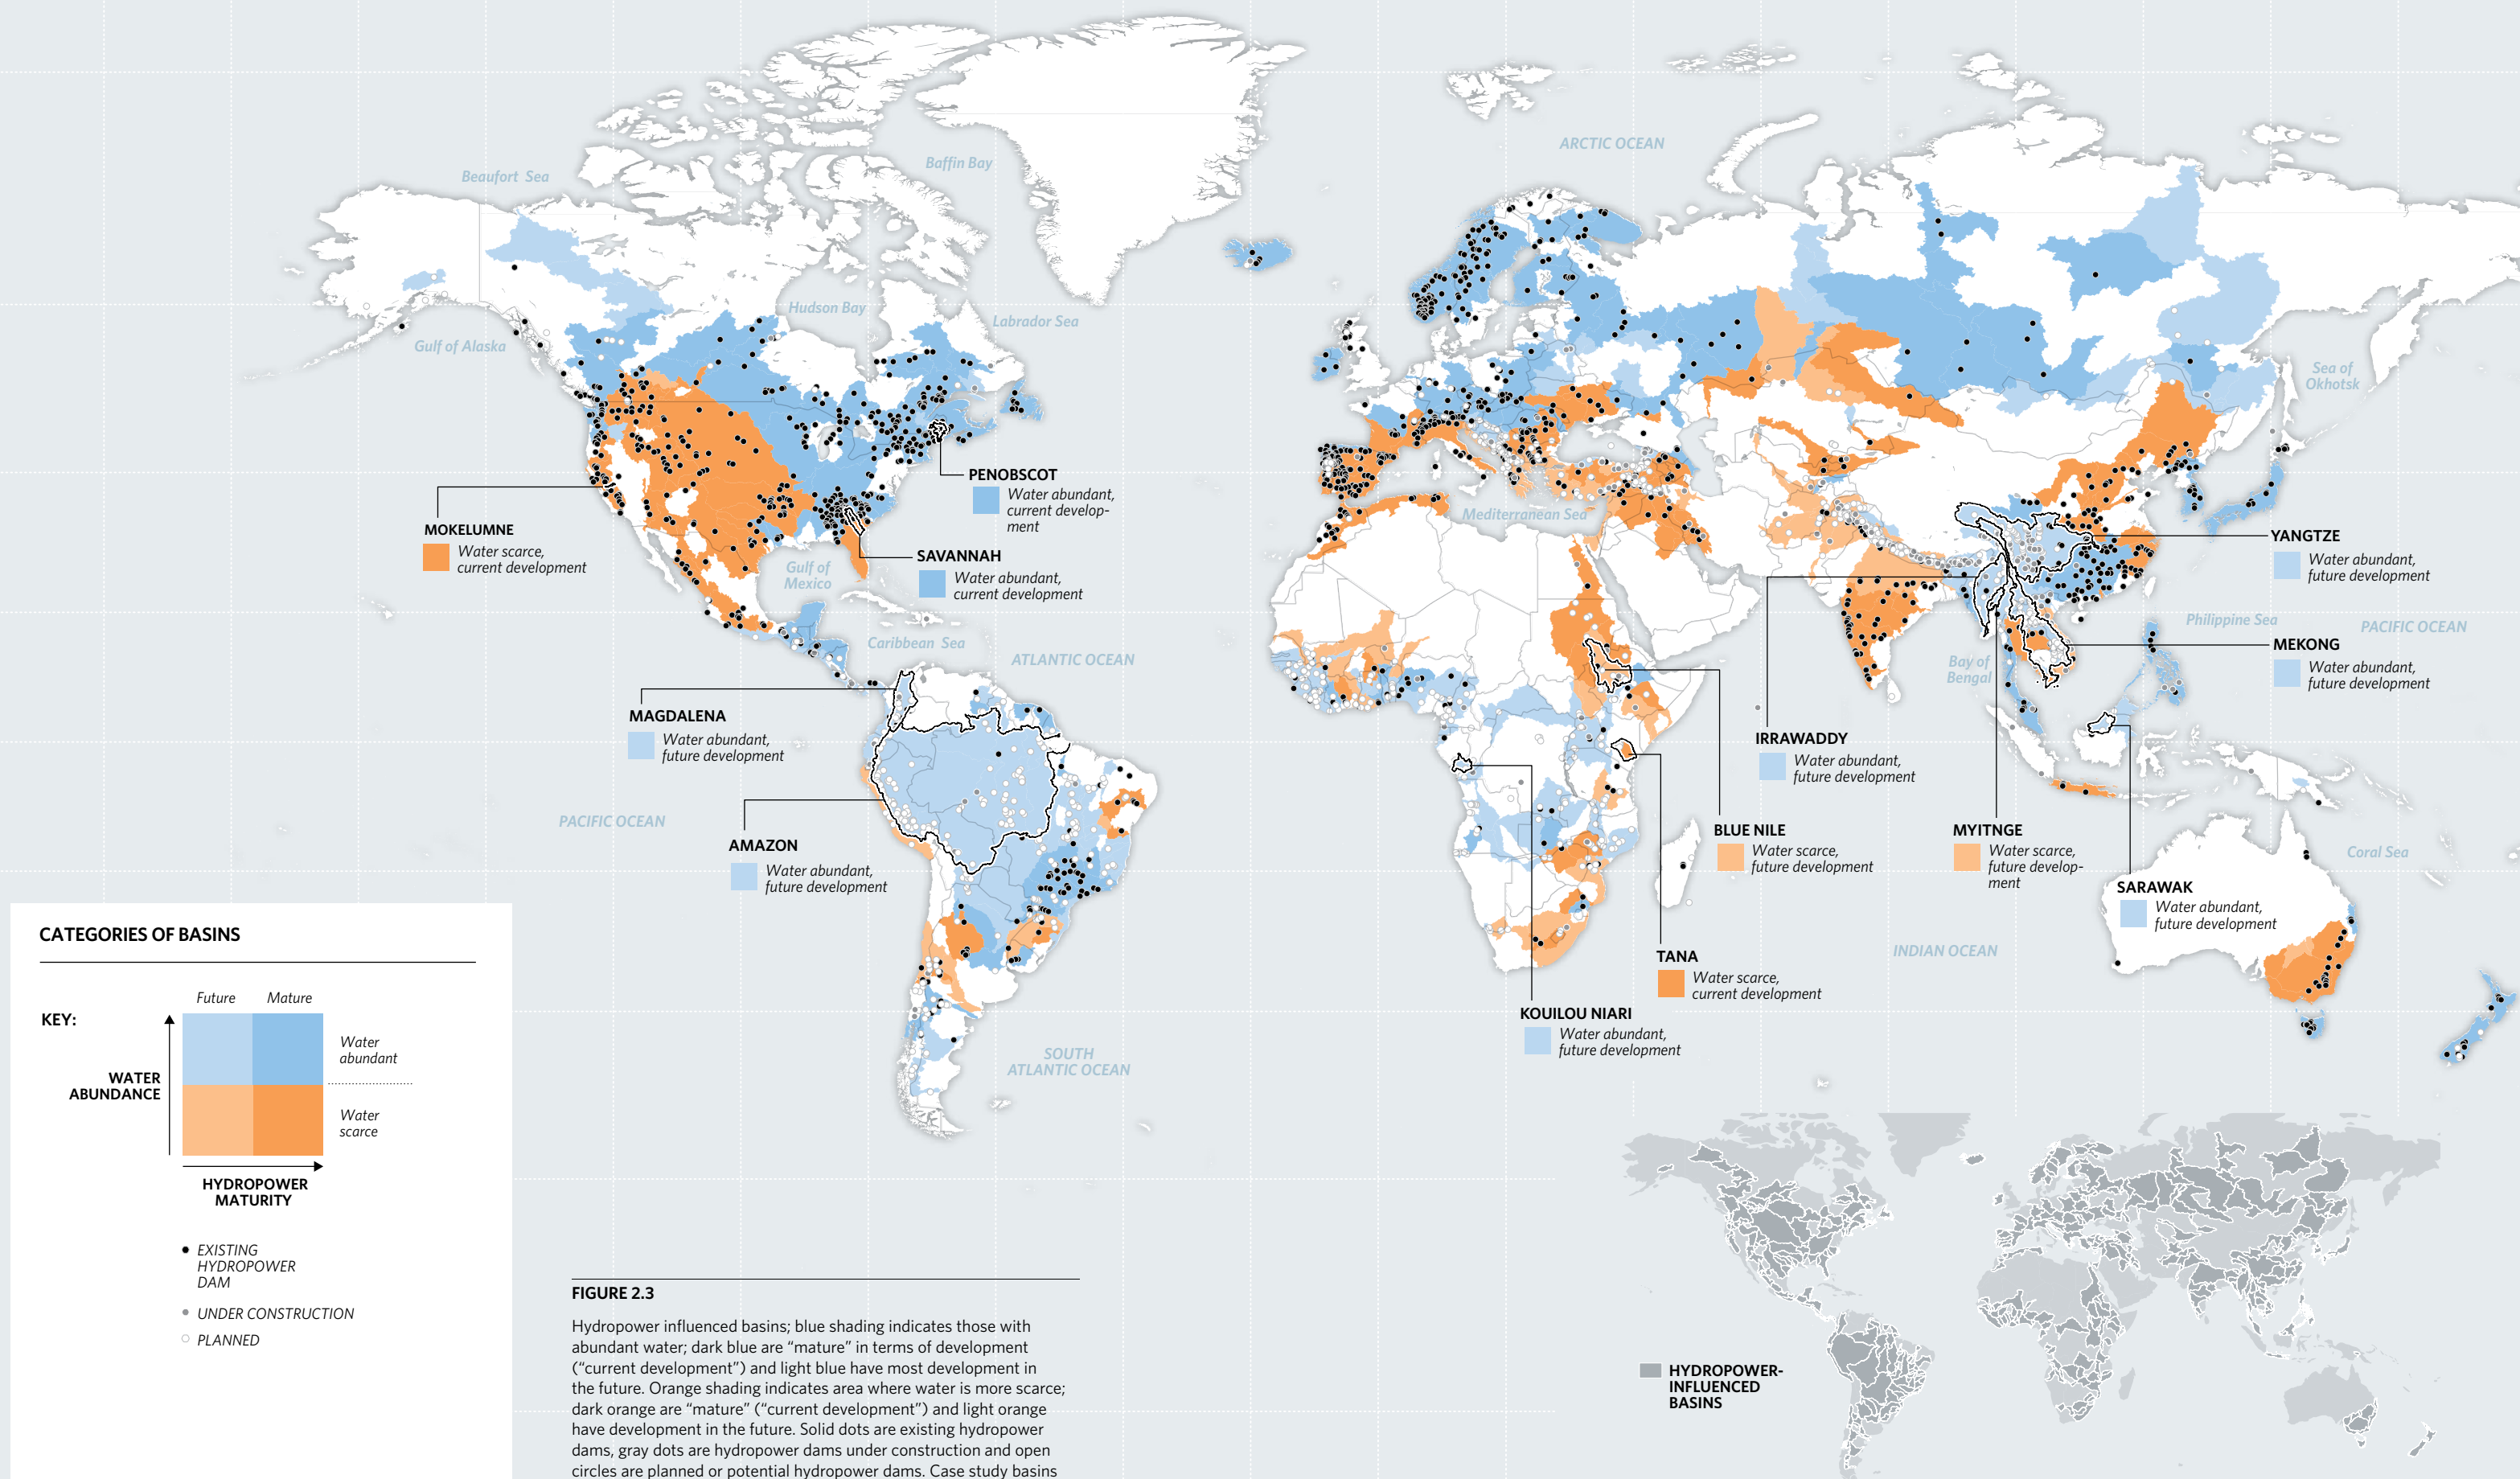 ARCTIC OCEAN
Baffin Bay
Beaufort Sea
Hudson Bay
Labrador Sea
Gulf of Alaska
Sea of
Okhotsk
PENOBSCOT
Water abundant,
current develop-
ment
Mediterranean Sea
MOKELUMNE
Water scarce,
current development
SAVANNAH
Water abundant,
current development
Gulf of
Mexico
YANGTZE
Water abundant,
future development
Philippine Sea
PACIFIC OCEAN
Caribbean Sea
ATLANTIC OCEAN
MEKONG
Water abundant,
future development
Bay of
Bengal
MAGDALENA
Water abundant,
future development
IRRAWADDY
Water abundant,
future development
PACIFIC OCEAN
AMAZON
Water abundant,
future development
BLUE NILE
Water scarce,
future development
MYITNGE
Water scarce,
future develop-
ment
Coral Sea
SARAWAK
Water abundant,
future development
INDIAN OCEAN
TANA
Water scarce,
current development
KOUILOU NIARI
Water abundant,
future development
SOUTH
ATLANTIC OCEAN
CATEGORIES OF BASINS
Future Mature
KEY:
Water
abundant
WATER
ABUNDANCE
Water
scarce
HYDROPOWER
MATURITY
EXISTING
HYDROPOWER
DAM
UNDER CONSTRUCTION
PLANNED
FIGURE 2.3
Hydropower influenced basins; blue shading indicates those with
abundant water; dark blue are “mature” in terms of development
(“current development”) and light blue have most development in
the future. Orange shading indicates area where water is more scarce;
dark orange are “mature” (“current development”) and light orange
have development in the future. Solid dots are existing hydropower
dams, gray dots are hydropower dams under construction and open
circles are planned or potential hydropower dams. Case study basins
HYDROPOWER-
INFLUENCED
BASINS